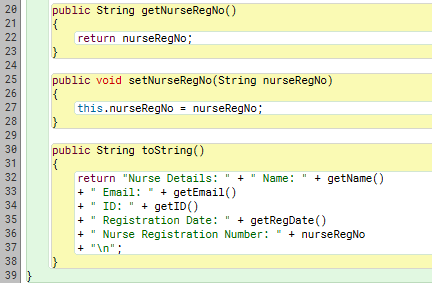 20 public String getNurseRegNo()
21 {
22 return nurseRegNo;
23 }
24
25 public void setNurseRegNo(String nurseRegNo)
26 {
27 this.nurseRegNo = nurseRegNo;
28 }
29
30 public String toString()
31 {
32 return "Nurse Details: " + " Name: " + getName()
33 + " Email: " + getEmail()
34 + " ID: " + getID()
35 + " Registration Date: " + getRegDate()
36 + " Nurse Registration Number: " + nurseRegNo
37 + "\n";
38 }
39 }